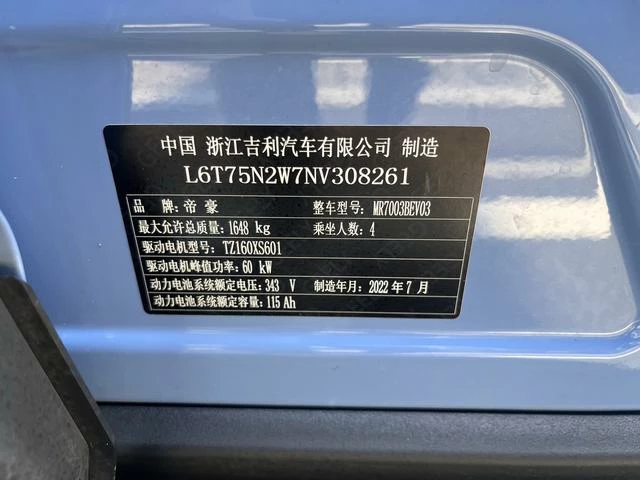 中国 浙江吉利汽车有限公司 制造
L6T75N2W7NV308261
品牌:帝豪 整车型号:MR7003BEV03
最大允许总质量:1648 kg 乘坐人数:4
驱动电机型号:TZ160XS601
驱动电机峰值功率:60 kW
动力电池系统额定电压:343 V 制造年月:2022年7月
动力电池系统额定容量:115 Ah